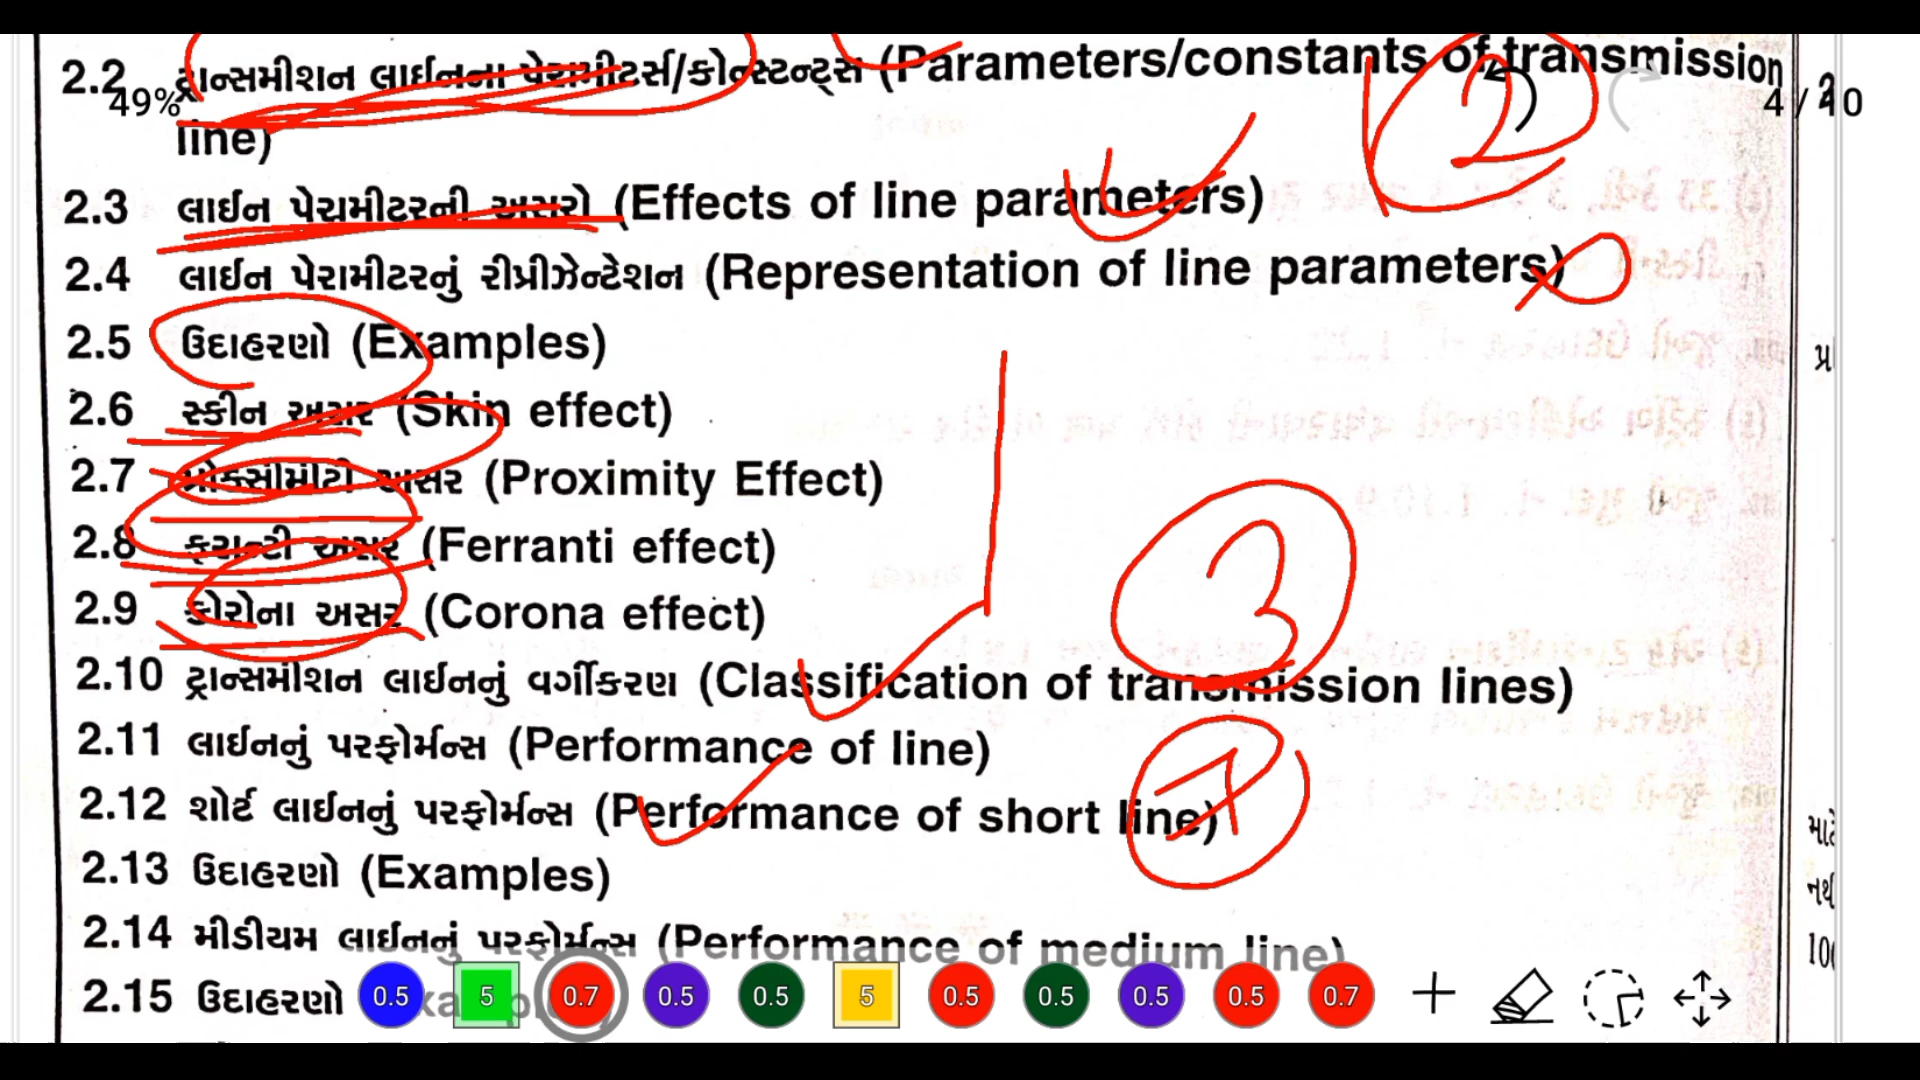 2.2 ટ્રાન્સમીશન લાઈનના પેરામીટર્સ/કોન્સ્ટન્ટ્સ (Parameters/constants of transmission
49% 4 / 40
line)
2
2.3 લાઈન પેરામીટરની અસરો (Effects of line parameters)
2.4 લાઈન પેરામીટરનું રીપ્રીઝેન્ટેશન (Representation of line parameters)
2.5 ઉદાહરણો (Examples)
2.6 સ્કીન અસર (Skin effect)
2.7 પ્રોક્સીમીટી અસર (Proximity Effect)
2.8 ફરાન્ટી અસર (Ferranti effect)
3
2.9 કોરોના અસર (Corona effect)
2.10 ટ્રાન્સમીશન લાઈનનું વર્ગીકરણ (Classification of transmission lines)
2.11 લાઈનનું પરફોર્મન્સ (Performance of line)
2.12 શોર્ટ લાઈનનું પરફોર્મન્સ (Performance of short line)
2.13 ઉદાહરણો (Examples)
2.14 મીડીયમ લાઈનનું પરફોર્મન્સ (Performance of medium line)
2.15 ઉદાહરણો
0.5 5 0.7 0.5 0.5 5 0.5 0.5 0.5 0.5 0.7